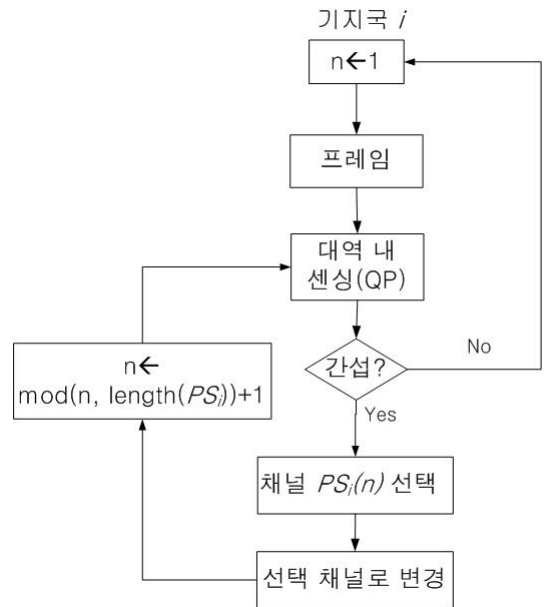 기지국 i
n←1
프레임
대역 내
센싱(QP)
간섭?
No
Yes
n←
mod(n, length(PSi))+1
채널 PSi(n) 선택
선택 채널로 변경